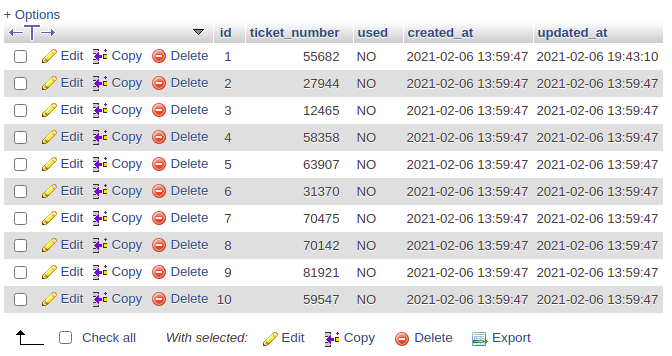 + Options
id ticket_number used created_at updated_at
Edit Copy Delete 1 55682 NO 2021-02-06 13:59:47 2021-02-06 19:43:10
Edit Copy Delete 2 27944 NO 2021-02-06 13:59:47 2021-02-06 13:59:47
Edit Copy Delete 3 12465 NO 2021-02-06 13:59:47 2021-02-06 13:59:47
Edit Copy Delete 4 58358 NO 2021-02-06 13:59:47 2021-02-06 13:59:47
Edit Copy Delete 5 63907 NO 2021-02-06 13:59:47 2021-02-06 13:59:47
Edit Copy Delete 6 31370 NO 2021-02-06 13:59:47 2021-02-06 13:59:47
Edit Copy Delete 7 70475 NO 2021-02-06 13:59:47 2021-02-06 13:59:47
Edit Copy Delete 8 70142 NO 2021-02-06 13:59:47 2021-02-06 13:59:47
Edit Copy Delete 9 81921 NO 2021-02-06 13:59:47 2021-02-06 13:59:47
Edit Copy Delete 10 59547 NO 2021-02-06 13:59:47 2021-02-06 13:59:47
Check all With selected: Edit Copy Delete Export